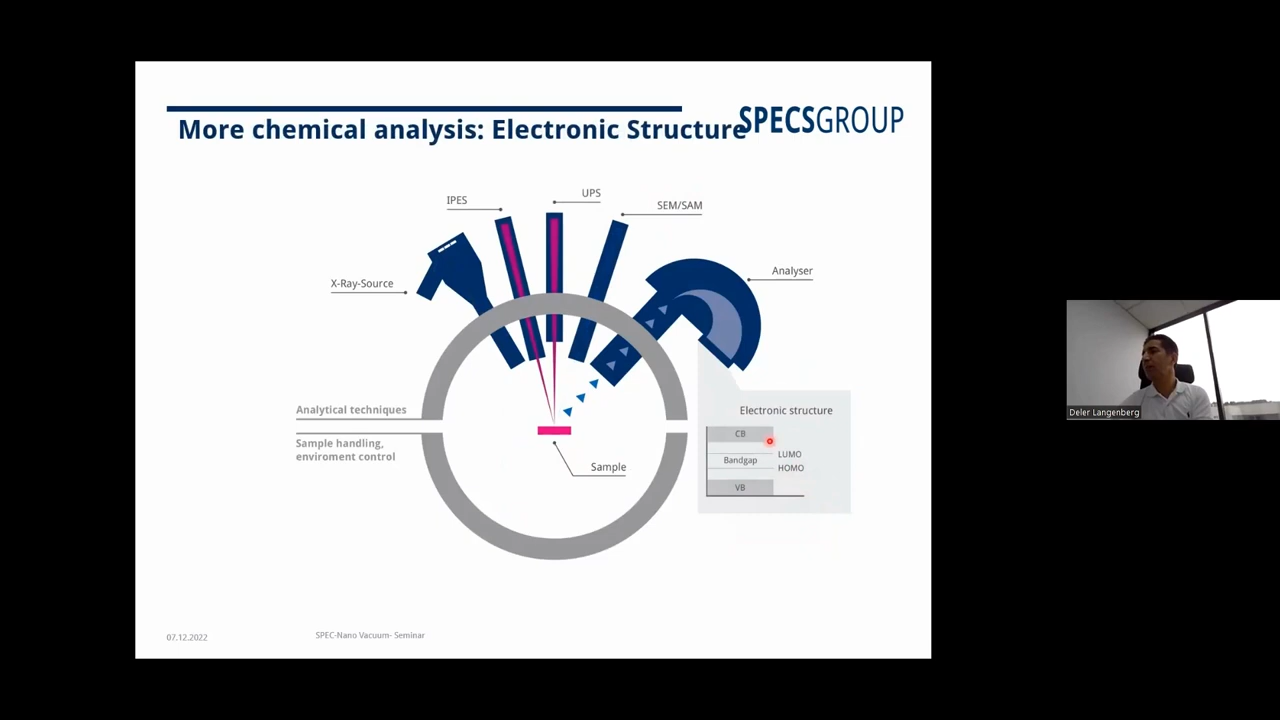 More chemical analysis: Electronic Structure
SPECSGROUP
IPES
UPS
SEM/SAM
X-Ray-Source
Analyser
Analytical techniques
Sample handling,
enviroment control
Sample
Electronic structure
CB
LUMO
Bandgap
HOMO
VB
07.12.2022
SPEC-Nano Vacuum- Seminar
Deler Langenberg